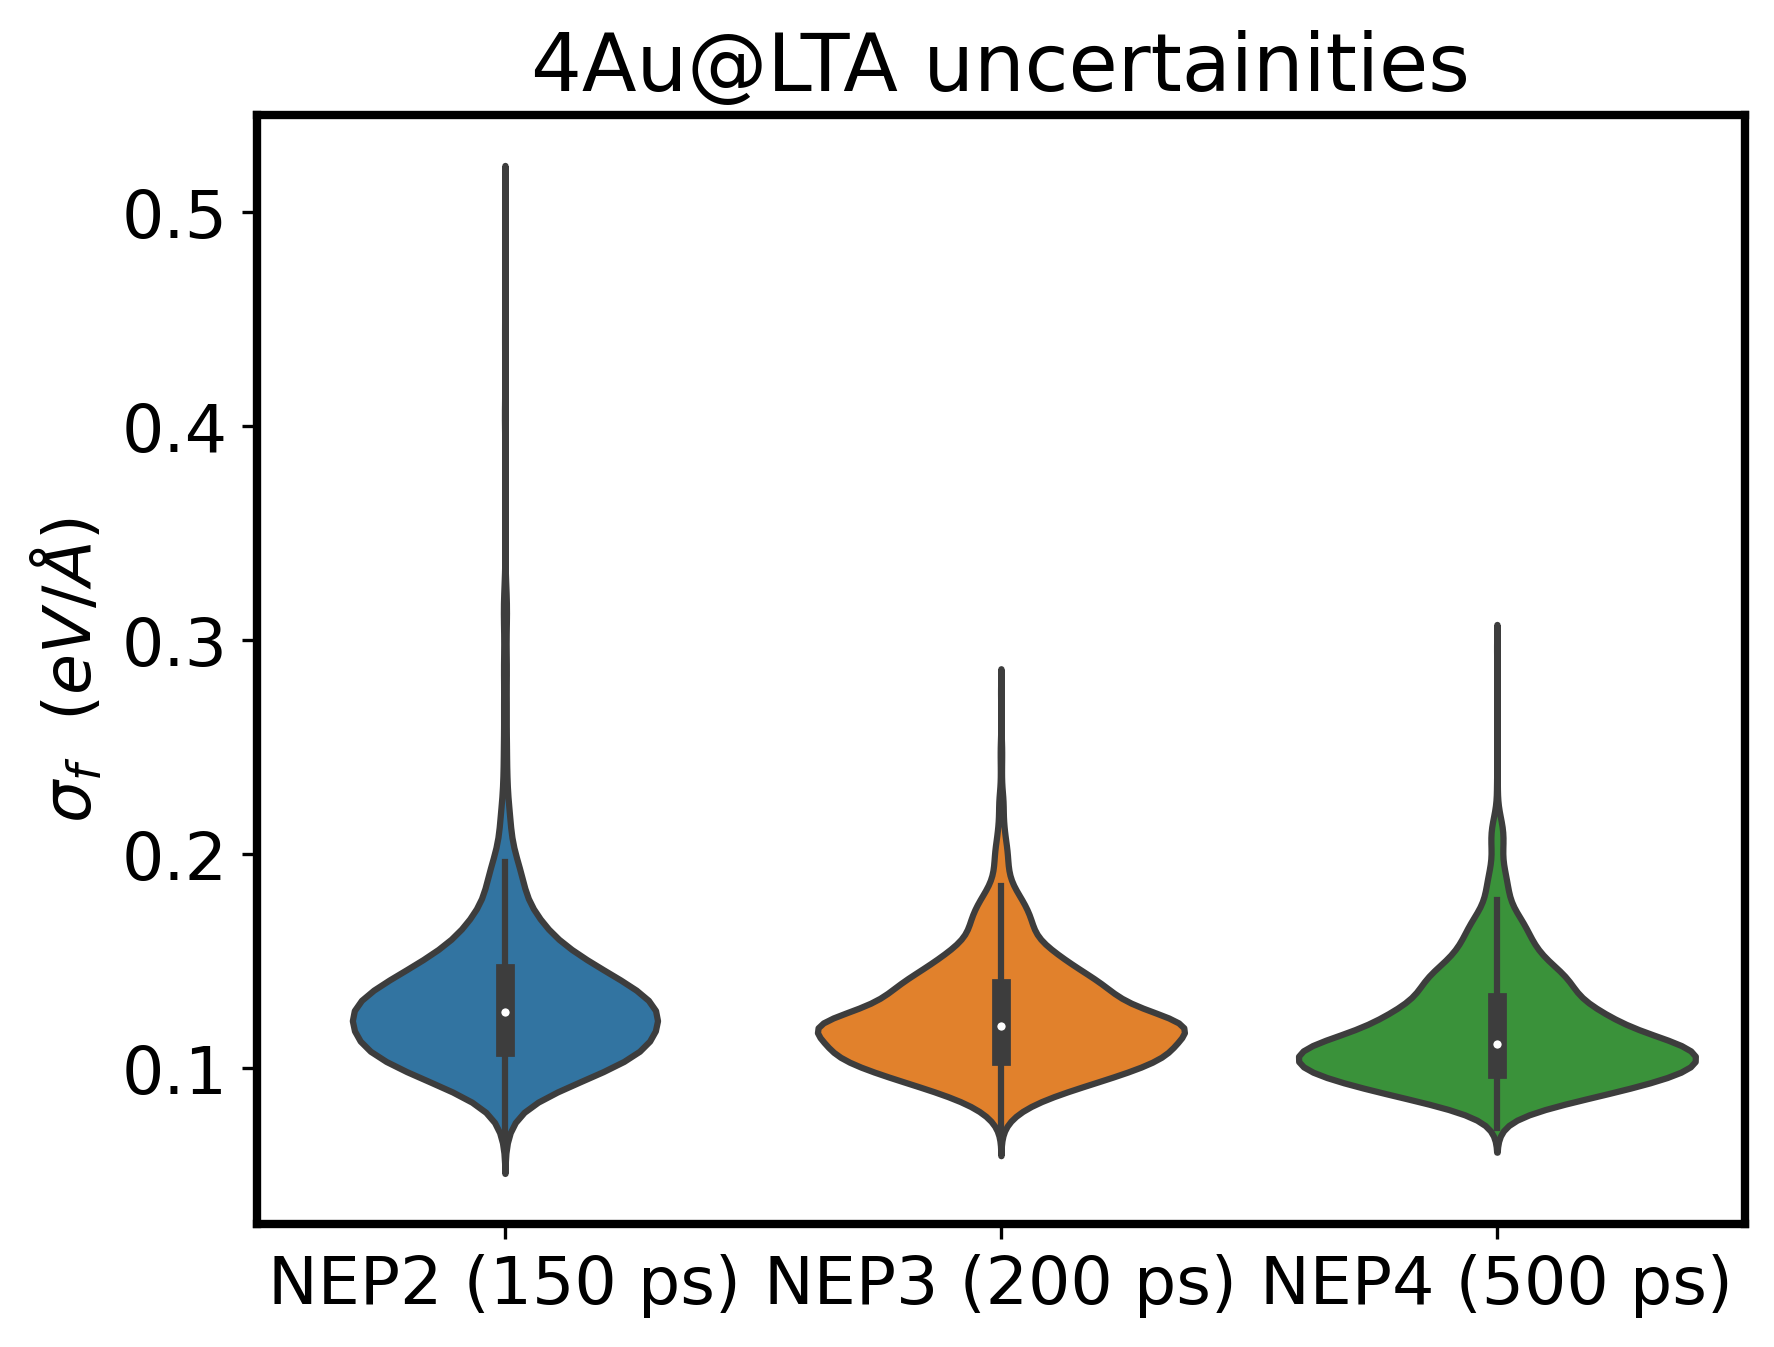 4Au@LTA uncertainities
0.5
0.4
0.3
0.2
0.1
σf (eV/Å)
NEP2 (150 ps) NEP3 (200 ps) NEP4 (500 ps)